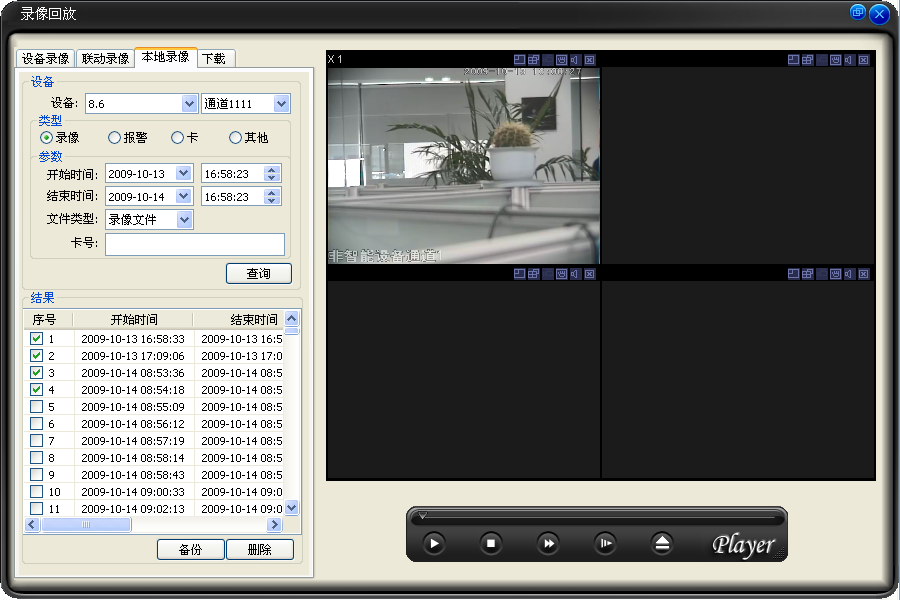 录像回放
设备录像 联动录像 本地录像 下载
设备
设备: 8.6 通道1111
类型
录像 报警 卡 其他
参数
开始时间: 2009-10-13 16:58:23
结束时间: 2009-10-14 16:58:23
文件类型: 录像文件
卡号:
查询
结果
序号 开始时间 结束时间
1 2009-10-13 16:58:33 2009-10-13 16:5
2 2009-10-13 17:09:06 2009-10-13 17:0
3 2009-10-14 08:53:36 2009-10-14 08:5
4 2009-10-14 08:54:18 2009-10-14 08:5
5 2009-10-14 08:55:09 2009-10-14 08:5
6 2009-10-14 08:56:12 2009-10-14 08:5
7 2009-10-14 08:57:19 2009-10-14 08:5
8 2009-10-14 08:58:14 2009-10-14 08:5
9 2009-10-14 08:58:43 2009-10-14 08:5
10 2009-10-14 09:00:33 2009-10-14 09:0
11 2009-10-14 09:02:13 2009-10-14 09:0
备份 删除
X 1
非智能设备通道1
Player